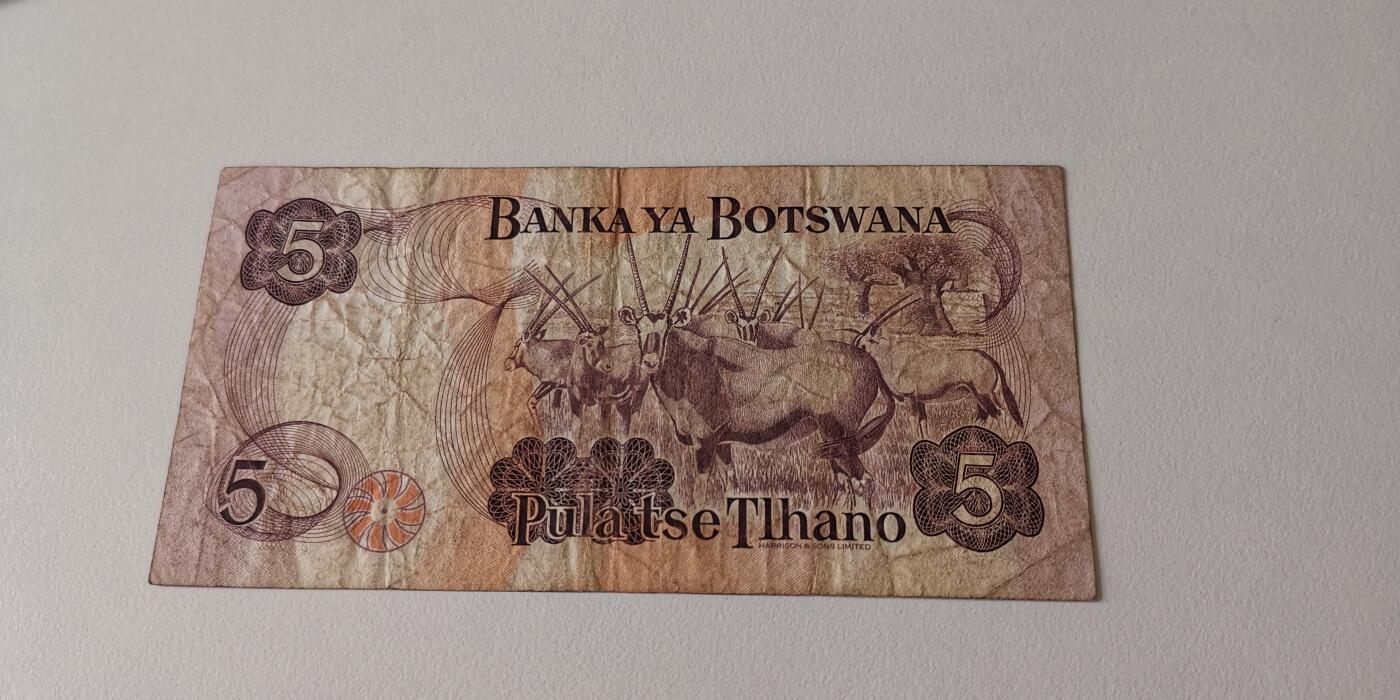 5
BANKA YA BOTSWANA
5
Pula tse Tlhano
5
HARRISON & SONS LIMITED